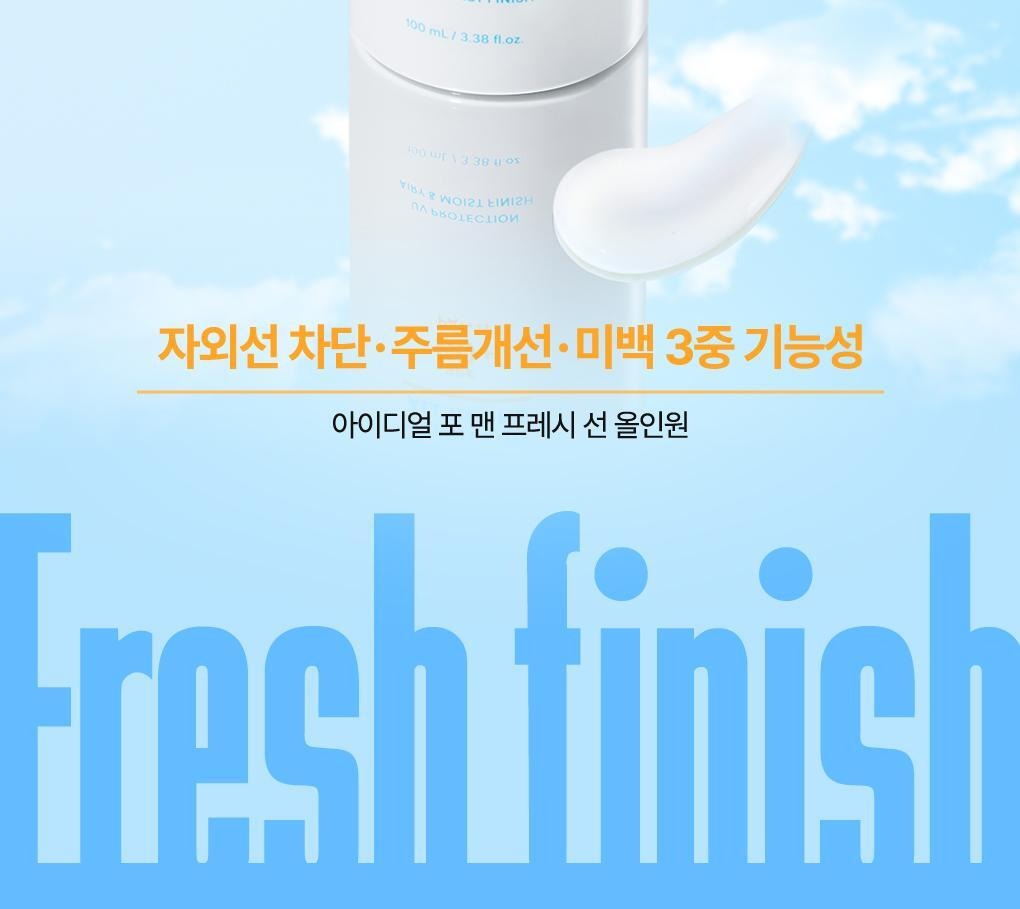 FINISH
100 mL / 3.38 fl.oz.
100 mL / 3.38 fl.oz.
AIRY & MOIST FINISH
UV PROTECTION
자외선 차단·주름개선·미백 3중 기능성
아이디얼 포 맨 프레시 선 올인원
Fresh finish